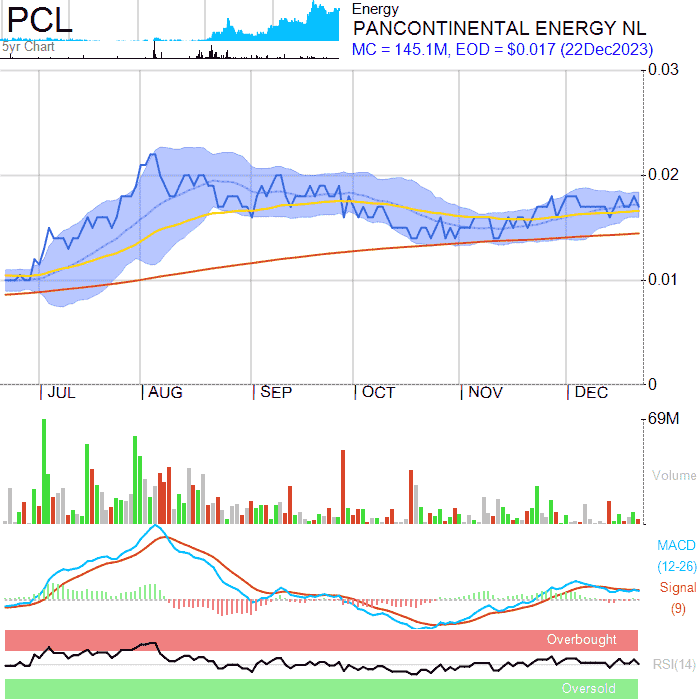 PCL
5yr Chart
Energy
PANCONTINENTAL ENERGY NL
MC = 145.1M, EOD = $0.017 (22Dec2023)
0.03
0.02
0.01
0
JUL AUG SEP OCT NOV DEC
69M
Volume
MACD
(12-26)
Signal
(9)
Overbought
RSI(14)
Oversold